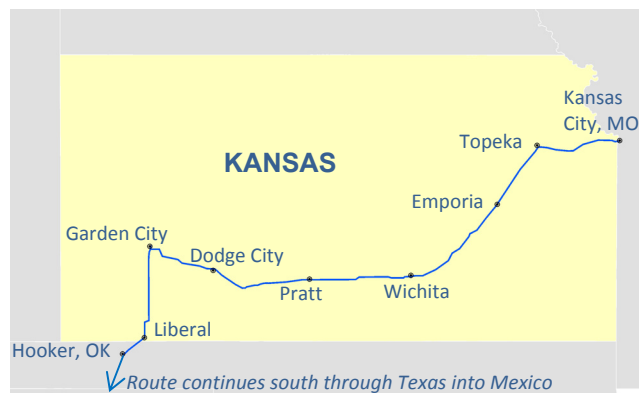 Kansas
City, MO
Topeka
KANSAS
Emporia
Garden City
Dodge City
Pratt
Wichita
Liberal
Hooker, OK
Route continues south through Texas into Mexico